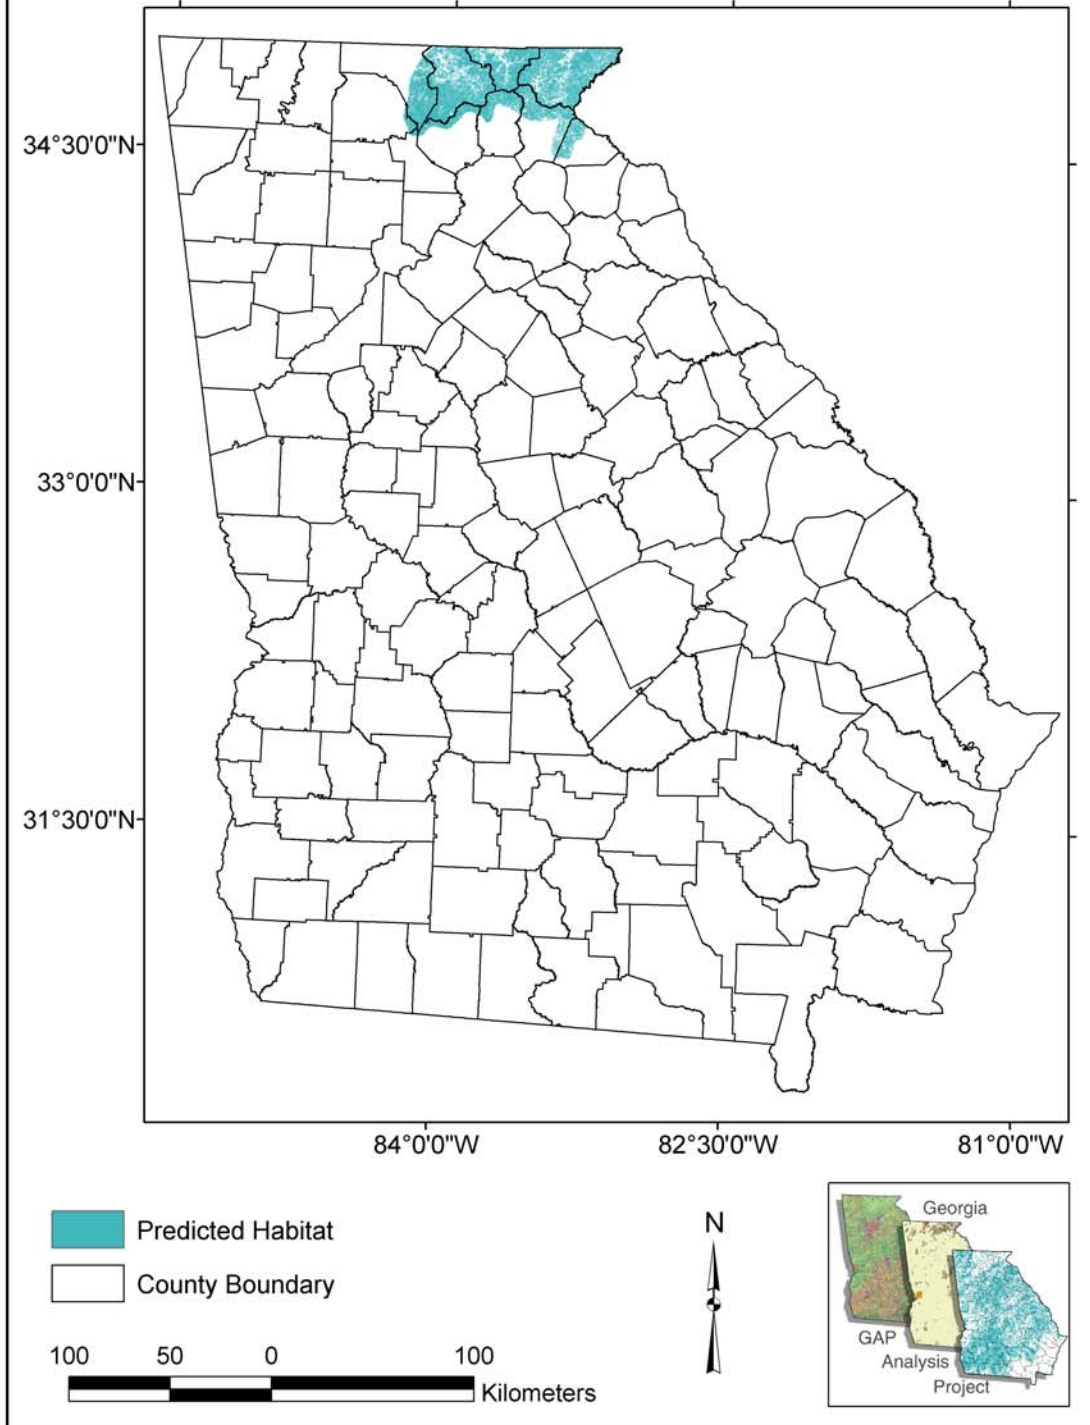 34°30'0"N
33°0'0"N
31°30'0"N
84°0'0"W 82°30'0"W 81°0'0"W
Predicted Habitat
County Boundary
100 50 0 100
Kilometers
N
Georgia
GAP
Analysis
Project